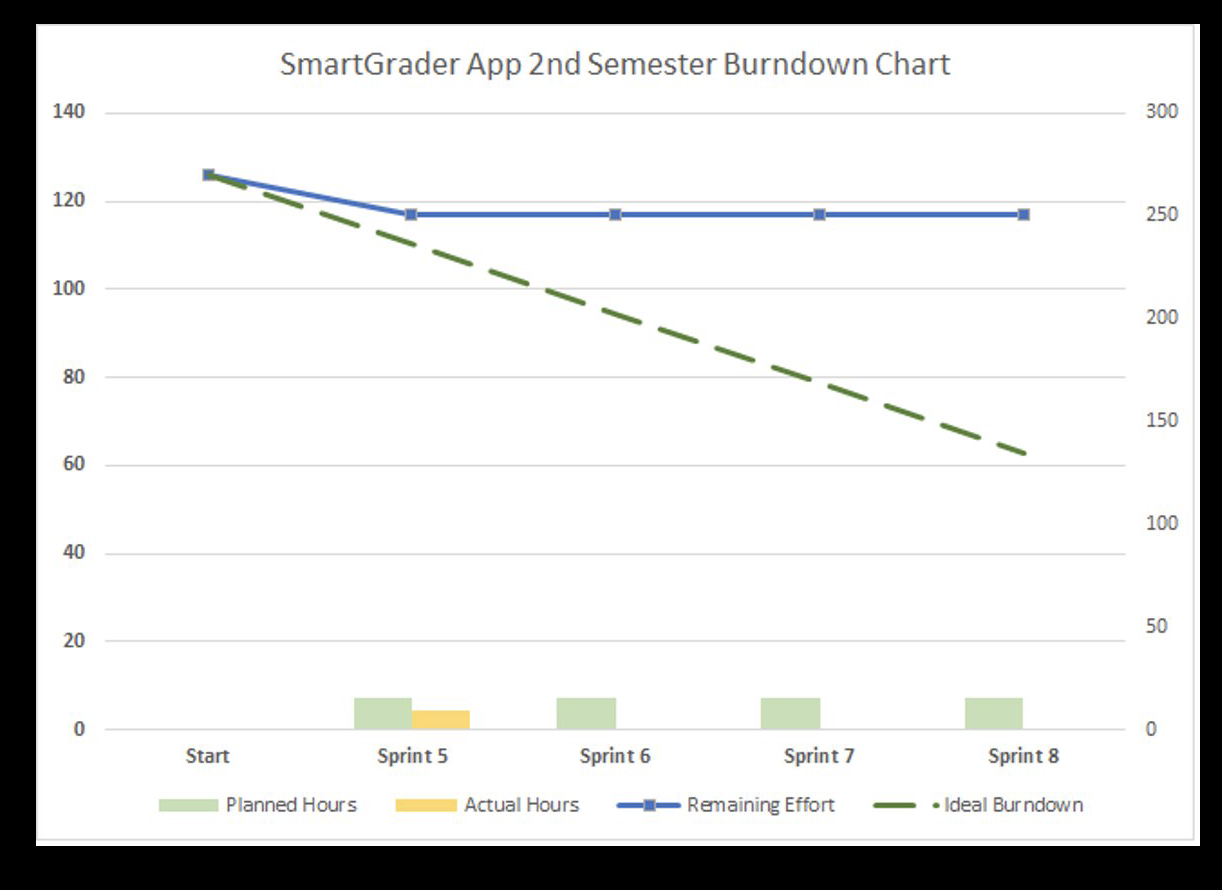 SmartGrader App 2nd Semester Burndown Chart
140 300
120 250
100 200
80 150
60 100
40 50
20 0
0
Start Sprint 5 Sprint 6 Sprint 7 Sprint 8
Planned Hours Actual Hours Remaining Effort Ideal Burndown